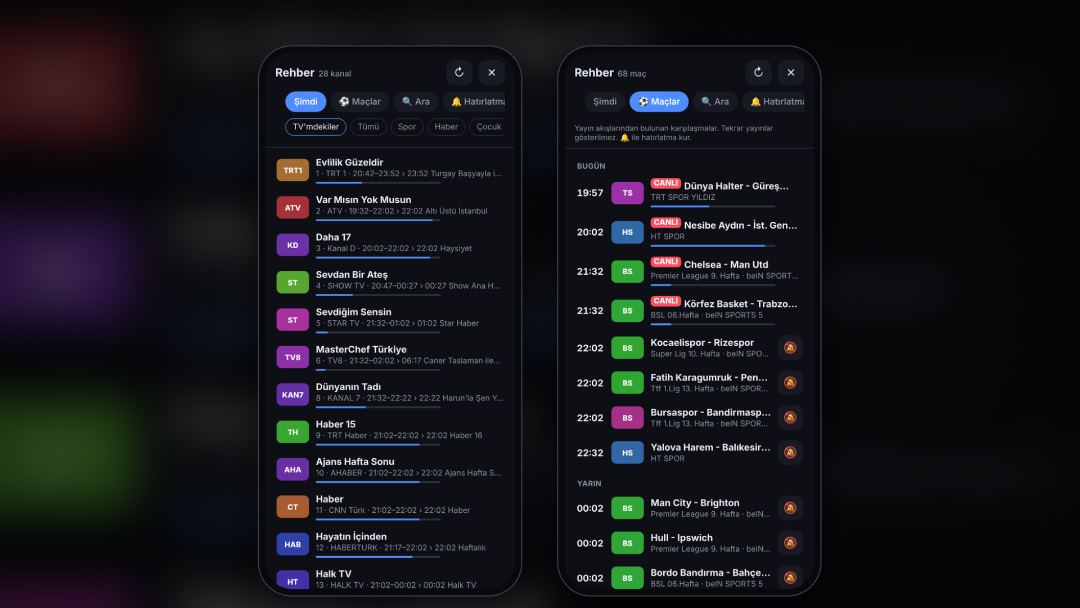 Rehber 28 kanal
Şimdi
⚽ Maçlar
🔍 Ara
🔔 Hatırlatma
TV'mdekiler
Tümü
Spor
Haber
Çocuk
TRT1
Evlilik Güzeldir
1 · TRT 1 · 20:42–23:52 › 23:52 Turgay Başyayla i…
ATV
Var Mısın Yok Musun
2 · ATV · 19:32–22:02 › 22:02 Altı Üstü İstanbul
KD
Daha 17
3 · Kanal D · 20:02–22:02 › 22:02 Haysiyet
ST
Sevdan Bir Ateş
4 · SHOW TV · 20:47–00:27 › 00:27 Show Ana H…
ST
Sevdiğim Sensin
5 · STAR TV · 21:32–01:02 › 01:02 Star Haber
TV8
MasterChef Türkiye
6 · TV8 · 21:32–02:02 › 06:17 Caner Taslaman ile…
KAN7
Dünyanın Tadı
8 · KANAL 7 · 21:32–22:22 › 22:22 Harun'la Şen Y…
TH
Haber 15
9 · TRT Haber · 21:02–22:02 › 22:02 Haber 16
AHA
Ajans Hafta Sonu
10 · AHABER · 21:02–22:02 › 22:02 Ajans Hafta S…
CT
Haber
11 · CNN Türk · 21:02–22:02 › 22:02 Haber
HAB
Hayatın İçinden
12 · HABERTURK · 21:17–22:02 › 22:02 Haftalık
HT
Halk TV
13 · HALK TV · 21:02–00:02 › 00:02 Halk TV
Rehber 68 maç
Şimdi
⚽ Maçlar
🔍 Ara
🔔 Hatırlatma
Yayın akışlarından bulunan karşılaşmalar. Tekrar yayınlar
gösterilmez. 🔔 ile hatırlatma kur.
BUGÜN
19:57
TS
CANLI Dünya Halter - Güreş…
TRT SPOR YILDIZ
20:02
HS
CANLI Nesibe Aydın - İst. Gen…
HT SPOR
21:32
BS
CANLI Chelsea - Man Utd
Premier League 9. Hafta · beIN SPORT…
21:32
BS
CANLI Körfez Basket - Trabzo…
BSL 06.Hafta · beIN SPORTS 5
22:02
BS
Kocaelispor - Rizespor
Super Lig 10. Hafta · beIN SPO…
22:02
BS
Fatih Karagumruk - Pen…
Tff 1.Lig 13. Hafta · beIN SPOR…
22:02
BS
Bursaspor - Bandirmasp…
Tff 1.Lig 13. Hafta · beIN SPOR…
22:32
HS
Yalova Harem - Balıkesir…
HT SPOR
YARIN
00:02
BS
Man City - Brighton
Premier League 9. Hafta · beIN…
00:02
BS
Hull - Ipswich
Premier League 9. Hafta · beIN…
00:02
BS
Bordo Bandırma - Bahçe…
BSL 06.Hafta · beIN SPORTS 5